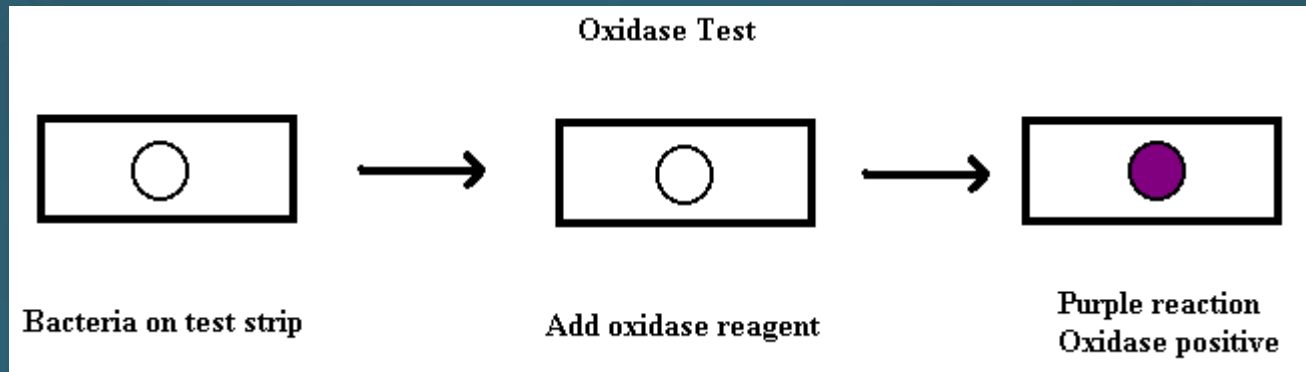 Oxidase Test
Bacteria on test strip
Add oxidase reagent
Purple reaction
Oxidase positive